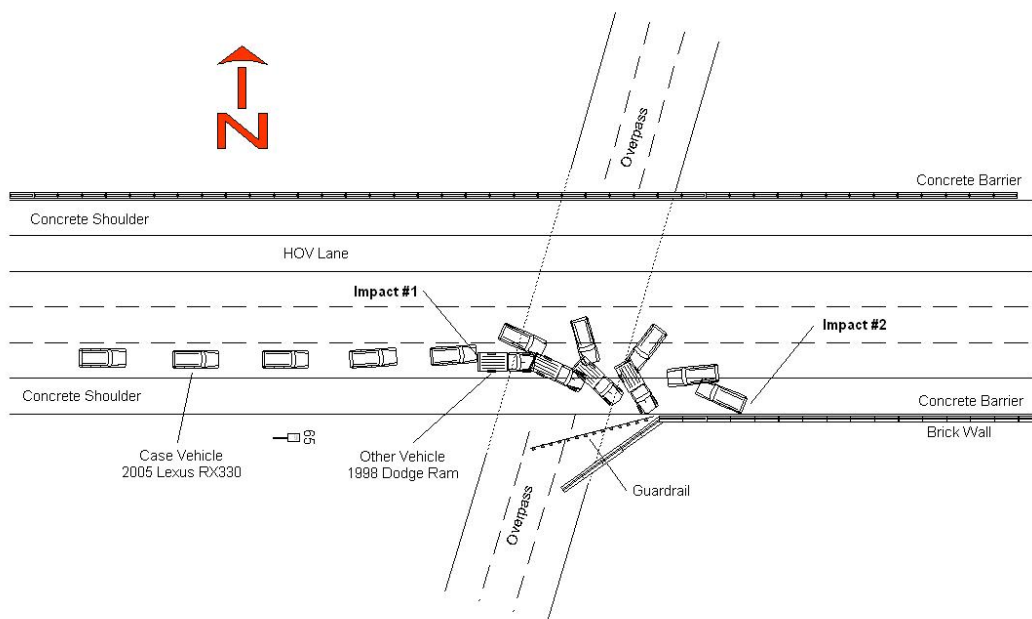 N
Overpass
Concrete Barrier
Concrete Shoulder
HOV Lane
Impact #1
Impact #2
Concrete Shoulder
Concrete Barrier
Brick Wall
65
Case Vehicle
2005 Lexus RX330
Other Vehicle
1998 Dodge Ram
Guardrail
Overpass